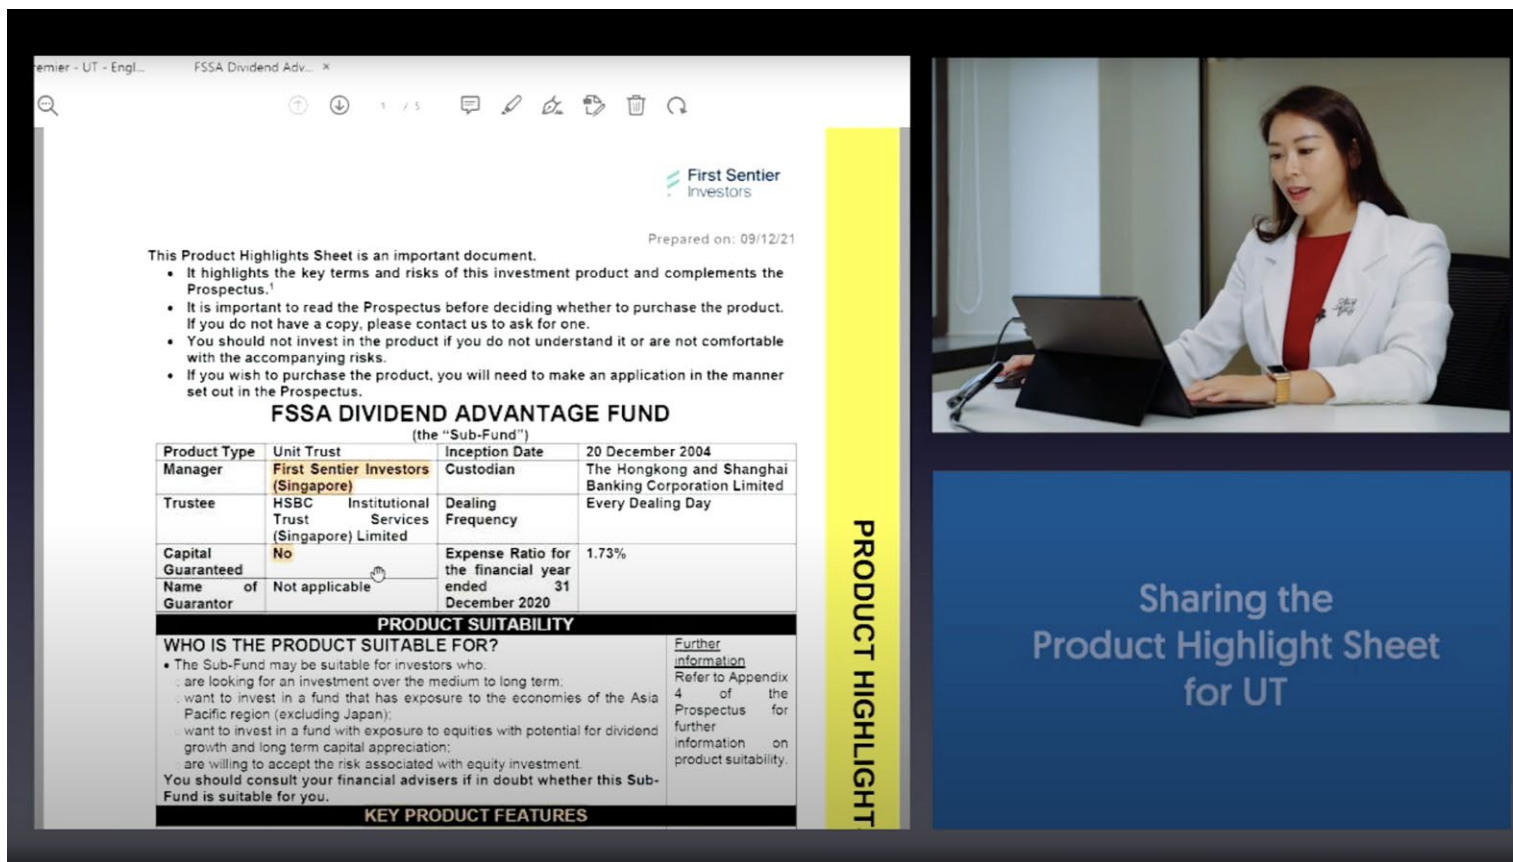 remier - UT - Engl...
FSSA Dividend Adv... ×
1 / 5
First Sentier
Investors
Prepared on: 09/12/21
This Product Highlights Sheet is an important document.
• It highlights the key terms and risks of this investment product and complements the
Prospectus.¹
• It is important to read the Prospectus before deciding whether to purchase the product.
If you do not have a copy, please contact us to ask for one.
• You should not invest in the product if you do not understand it or are not comfortable
with the accompanying risks.
• If you wish to purchase the product, you will need to make an application in the manner
set out in the Prospectus.
FSSA DIVIDEND ADVANTAGE FUND
(the “Sub-Fund”)
Product Type
Unit Trust
Inception Date
20 December 2004
Manager
First Sentier Investors
(Singapore)
Custodian
The Hongkong and Shanghai
Banking Corporation Limited
Trustee
HSBC Institutional
Trust Services
(Singapore) Limited
Dealing
Frequency
Every Dealing Day
Capital
Guaranteed
No
Expense Ratio for
the financial year
ended 31
December 2020
1.73%
Name of
Guarantor
Not applicable
PRODUCT SUITABILITY
WHO IS THE PRODUCT SUITABLE FOR?
• The Sub-Fund may be suitable for investors who:
are looking for an investment over the medium to long term;
want to invest in a fund that has exposure to the economies of the Asia
Pacific region (excluding Japan);
want to invest in a fund with exposure to equities with potential for dividend
growth and long term capital appreciation;
are willing to accept the risk associated with equity investment.
You should consult your financial advisers if in doubt whether this Sub-
Fund is suitable for you.
Further
information
Refer to Appendix
4 of the
Prospectus for
further
information on
product suitability.
KEY PRODUCT FEATURES
PRODUCT HIGHLIGHT
Sharing the
Product Highlight Sheet
for UT